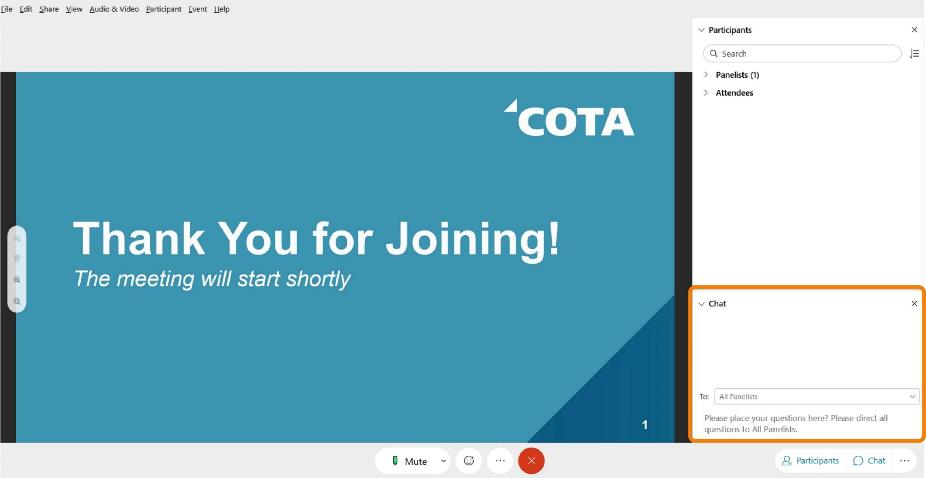 File Edit Share View Audio & Video Participant Event Help
Participants
Search
Panelists (1)
Attendees
COTA
Thank You for Joining!
The meeting will start shortly
1
Chat
To: All Panelists
Please place your questions here? Please direct all
questions to All Panelists.
Mute
Participants Chat